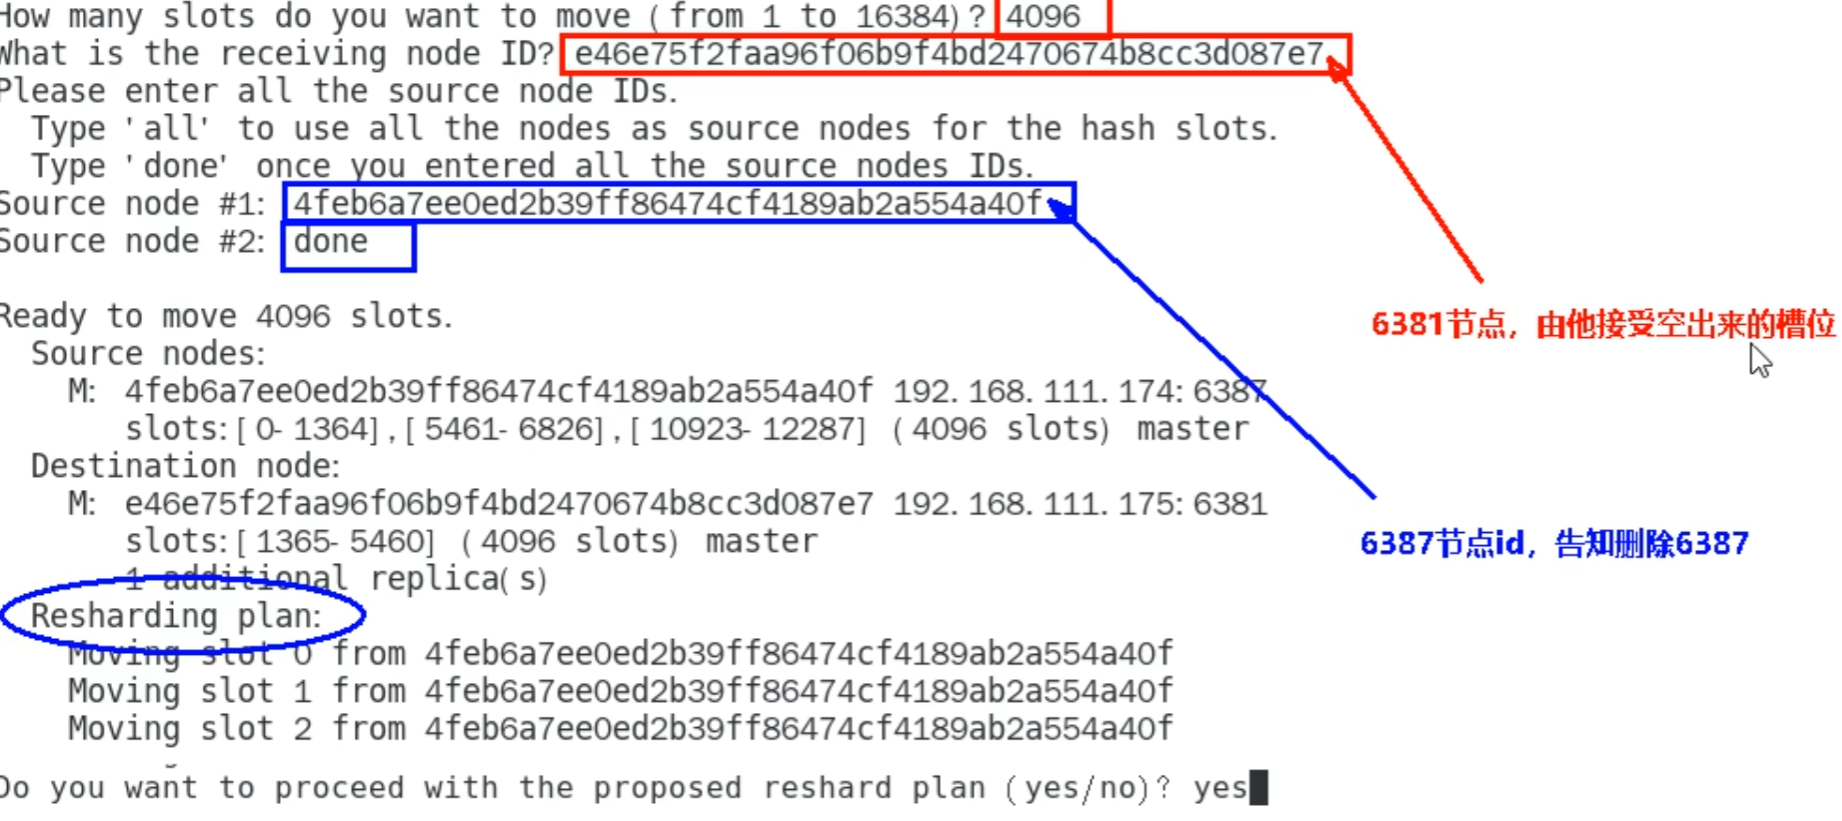 How many slots do you want to move (from 1 to 16384)? 4096
What is the receiving node ID? e46e75f2faa96f06b9f4bd2470674b8cc3d087e7
Please enter all the source node IDs.
Type 'all' to use all the nodes as source nodes for the hash slots.
Type 'done' once you entered all the source nodes IDs.
Source node #1: 4feb6a7ee0ed2b39ff86474cf4189ab2a554a40f
Source node #2: done
Ready to move 4096 slots.
6381节点，由他接受空出来的槽位
Source nodes:
M: 4feb6a7ee0ed2b39ff86474cf4189ab2a554a40f 192.168.111.174:6387
slots:[0-1364],[5461-6826],[10923-12287] (4096 slots) master
Destination node:
M: e46e75f2faa96f06b9f4bd2470674b8cc3d087e7 192.168.111.175:6381
slots:[1365-5460] (4096 slots) master
6387节点id，告知删除6387
1 additional replica(s)
Resharding plan:
Moving slot 0 from 4feb6a7ee0ed2b39ff86474cf4189ab2a554a40f
Moving slot 1 from 4feb6a7ee0ed2b39ff86474cf4189ab2a554a40f
Moving slot 2 from 4feb6a7ee0ed2b39ff86474cf4189ab2a554a40f
Do you want to proceed with the proposed reshard plan (yes/no)? yes